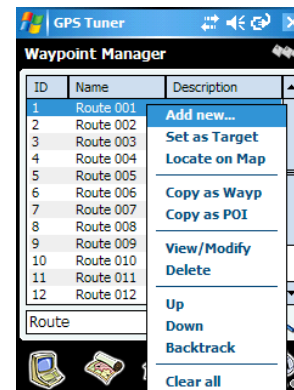 GPS Tuner
Waypoint Manager
ID Name Description
1 Route 001
2 Route 002
3 Route 003
4 Route 004
5 Route 005
6 Route 006
7 Route 007
8 Route 008
9 Route 009
10 Route 010
11 Route 011
12 Route 012
Route
Add new...
Set as Target
Locate on Map
Copy as Wayp
Copy as POI
View/Modify
Delete
Up
Down
Backtrack
Clear all